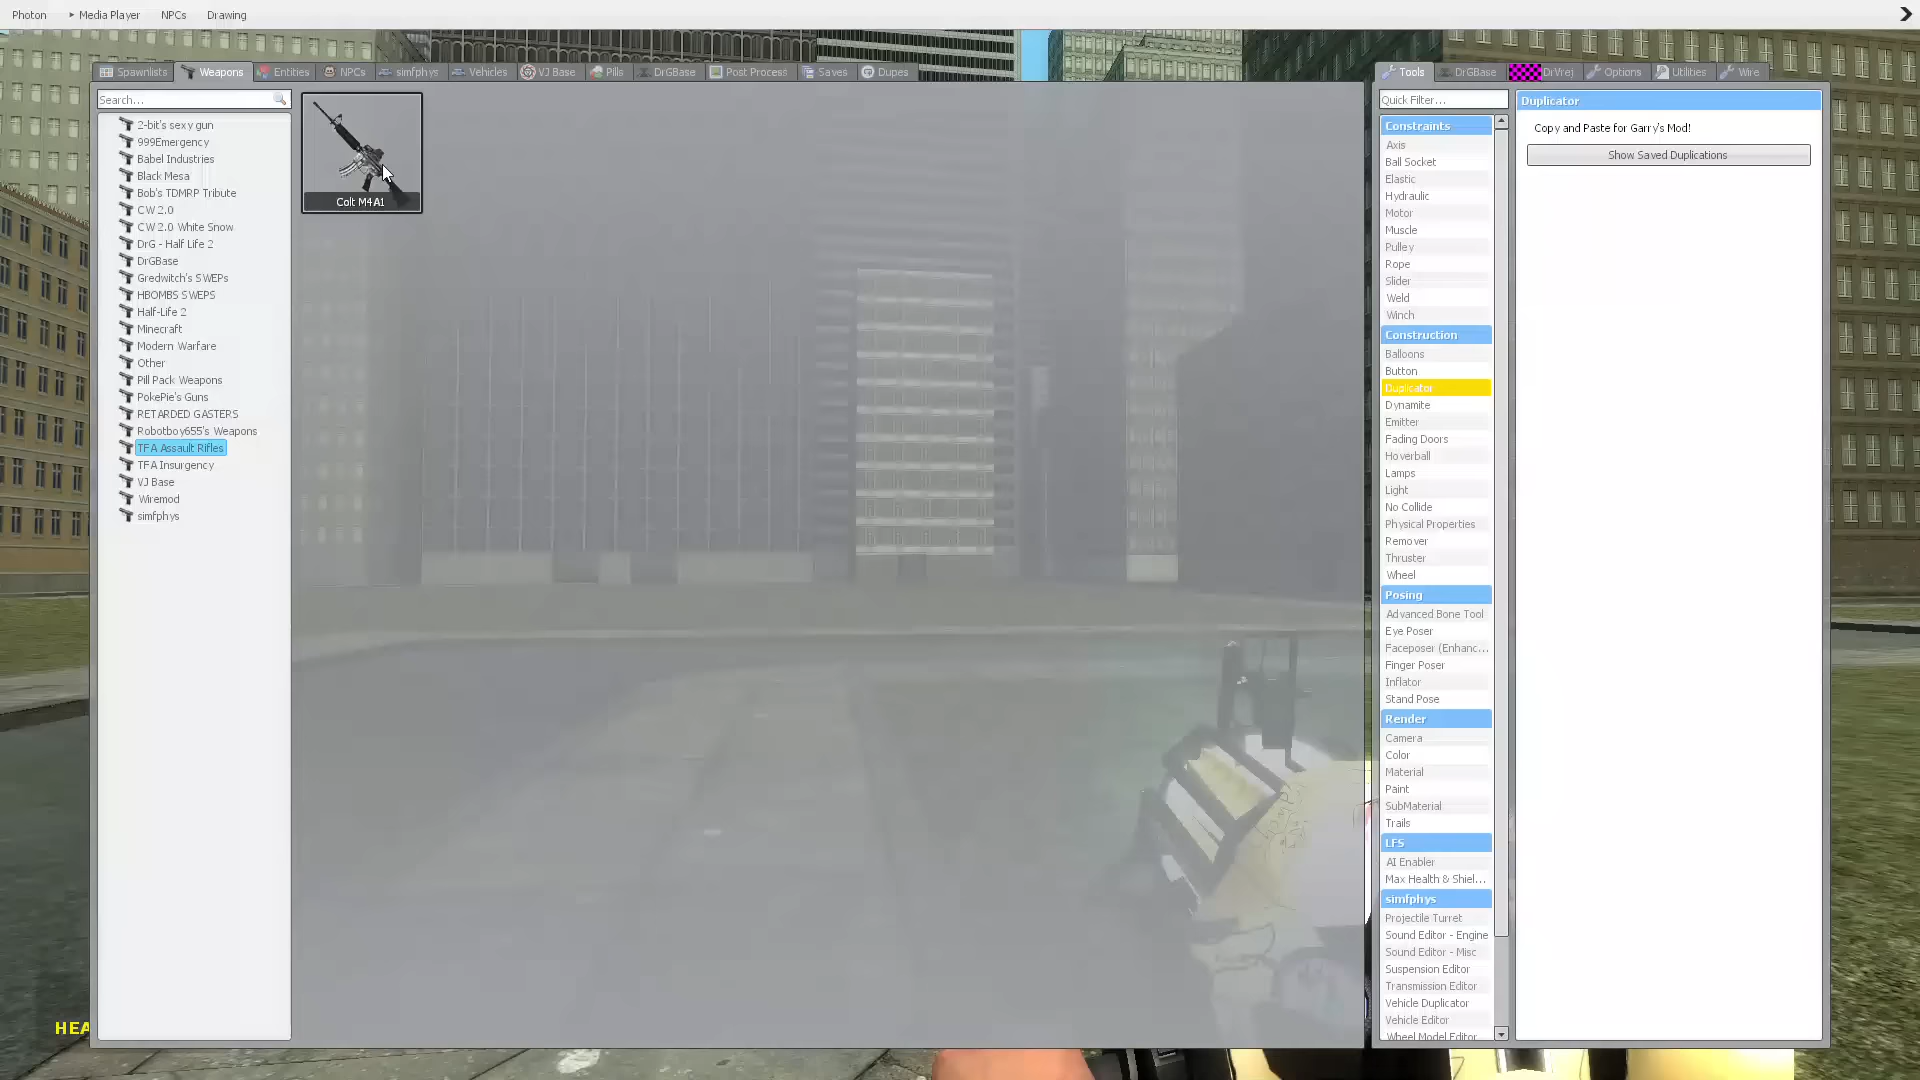 Photon
Media Player
NPCs
Drawing
Spawnlists
Weapons
Entities
NPCs
simfphys
Vehicles
VJ Base
Pills
DrGBase
Post Process
Saves
Dupes
Search...
2-bit's sexy gun
999Emergency
Babel Industries
Black Mesa
Bob's TDMRP Tribute
CW 2.0
CW 2.0 White Snow
DrG - Half Life 2
DrGBase
Gredwitch's SWEPs
HBOMBS SWEPS
Half-Life 2
Minecraft
Modern Warfare
Other
Pill Pack Weapons
PokePie's Guns
RETARDED GASTERS
Robotboy655's Weapons
TFA Assault Rifles
TFA Insurgency
VJ Base
Wiremod
simfphys
Colt M4A1
HEA
Tools
DrGBase
DrVrej
Options
Utilities
Wire
Quick Filter...
Constraints
Axis
Ball Socket
Elastic
Hydraulic
Motor
Muscle
Pulley
Rope
Slider
Weld
Winch
Construction
Balloons
Button
Duplicator
Dynamite
Emitter
Fading Doors
Hoverball
Lamps
Light
No Collide
Physical Properties
Remover
Thruster
Wheel
Posing
Advanced Bone Tool
Eye Poser
Faceposer (Enhanc...
Finger Poser
Inflator
Stand Pose
Render
Camera
Color
Material
Paint
SubMaterial
Trails
LFS
AI Enabler
Max Health & Shiel...
simfphys
Projectile Turret
Sound Editor - Engine
Sound Editor - Misc
Suspension Editor
Transmission Editor
Vehicle Duplicator
Vehicle Editor
Wheel Model Editor
Duplicator
Copy and Paste for Garry's Mod!
Show Saved Duplications